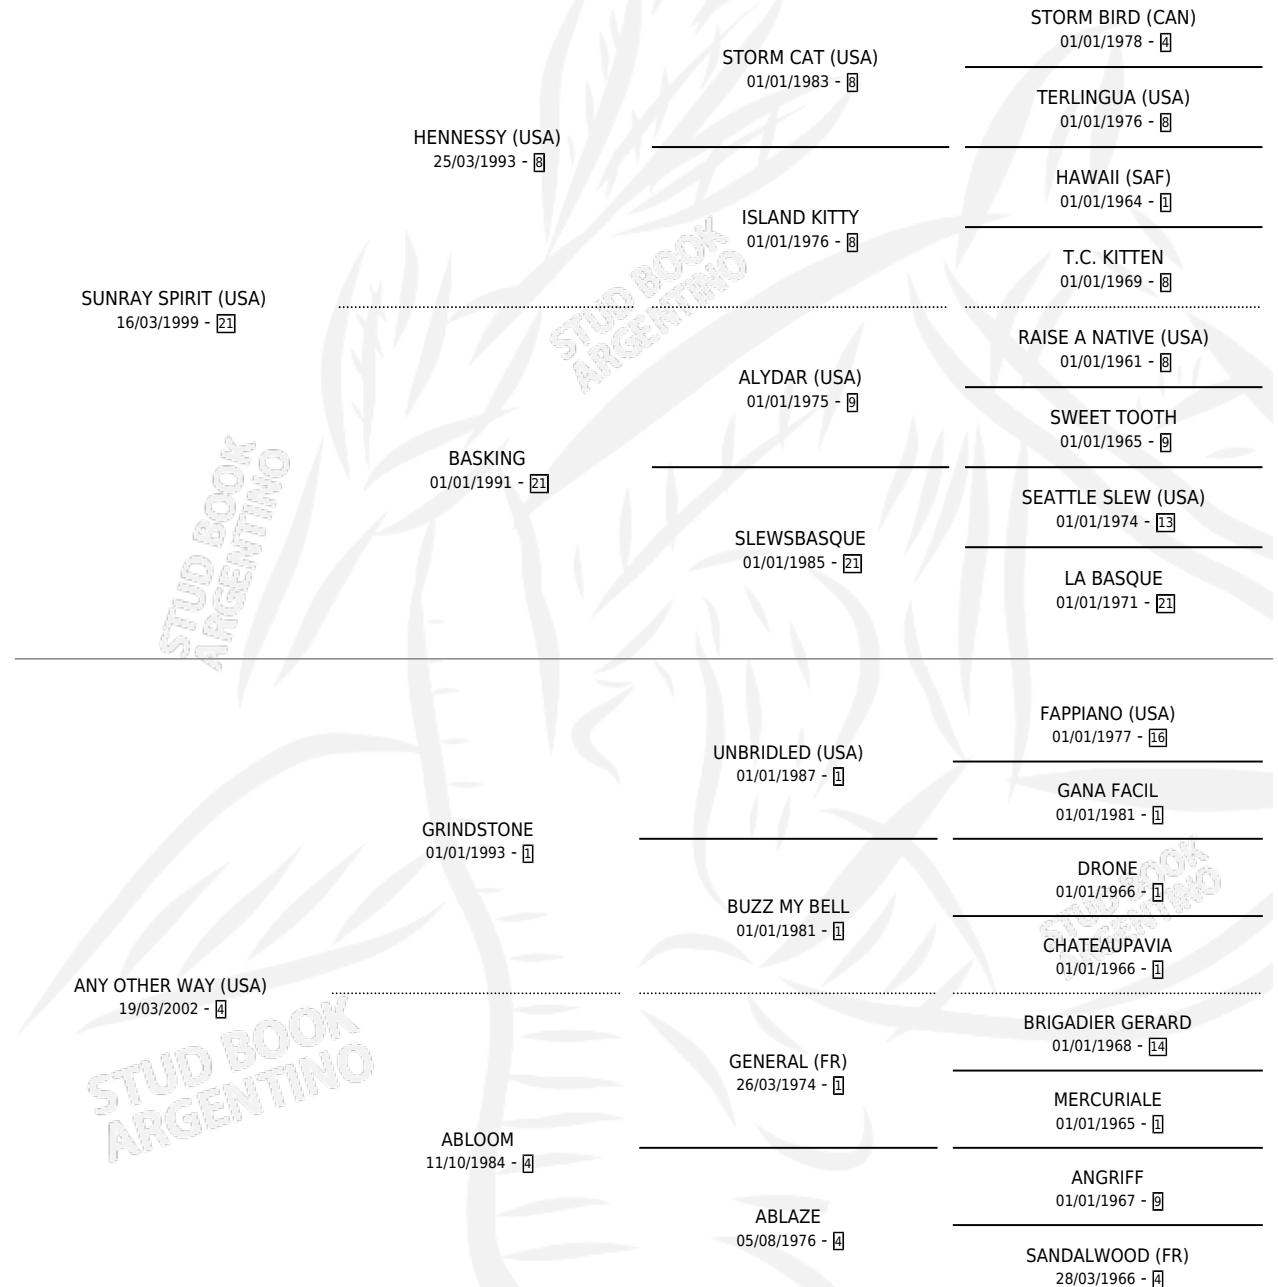 STORM BIRD (CAN)
01/01/1978 - 4
STORM CAT (USA)
01/01/1983 - 8
TERLINGUA (USA)
01/01/1976 - 8
HENNESSY (USA)
25/03/1993 - 8
HAWAII (SAF)
01/01/1964 - 1
ISLAND KITTY
01/01/1976 - 8
T.C. KITTEN
01/01/1969 - 8
SUNRAY SPIRIT (USA)
16/03/1999 - 21
RAISE A NATIVE (USA)
01/01/1961 - 8
ALYDAR (USA)
01/01/1975 - 9
SWEET TOOTH
01/01/1965 - 9
BASKING
01/01/1991 - 21
SEATTLE SLEW (USA)
01/01/1974 - 13
SLEWSBASQUE
01/01/1985 - 21
LA BASQUE
01/01/1971 - 21
FAPPIANO (USA)
01/01/1977 - 16
UNBRIDLED (USA)
01/01/1987 - 1
GANA FACIL
01/01/1981 - 1
GRINDSTONE
01/01/1993 - 1
DRONE
01/01/1966 - 1
BUZZ MY BELL
01/01/1981 - 1
CHATEAUPAVIA
01/01/1966 - 1
ANY OTHER WAY (USA)
19/03/2002 - 4
BRIGADIER GERARD
01/01/1968 - 14
GENERAL (FR)
26/03/1974 - 1
MERCURIALE
01/01/1965 - 1
ABLOOM
11/10/1984 - 4
ANGRIFF
01/01/1967 - 9
ABLAZE
05/08/1976 - 4
SANDALWOOD (FR)
28/03/1966 - 4
STUD BOOK
ARGENTINO
STUD BOOK
ARGENTINO
STUD BOOK
ARGENTINO
STUD BOOK
ARGENTINO